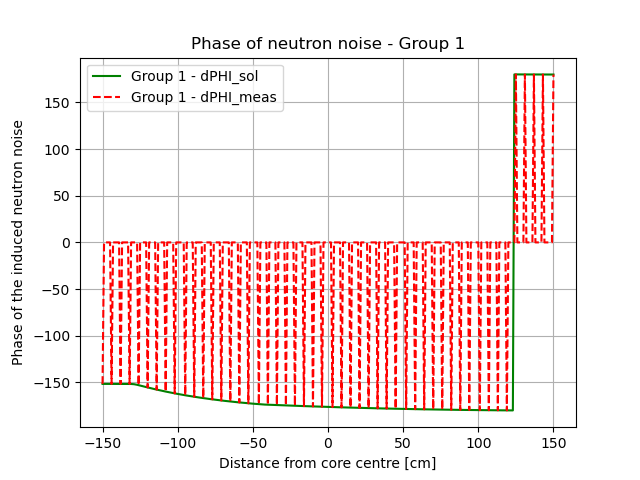 Phase of neutron noise - Group 1
Group 1 - dPHI_sol
Group 1 - dPHI_meas
Phase of the induced neutron noise
150
100
50
0
−50
−100
−150
−150
−100
−50
0
50
100
150
Distance from core centre [cm]